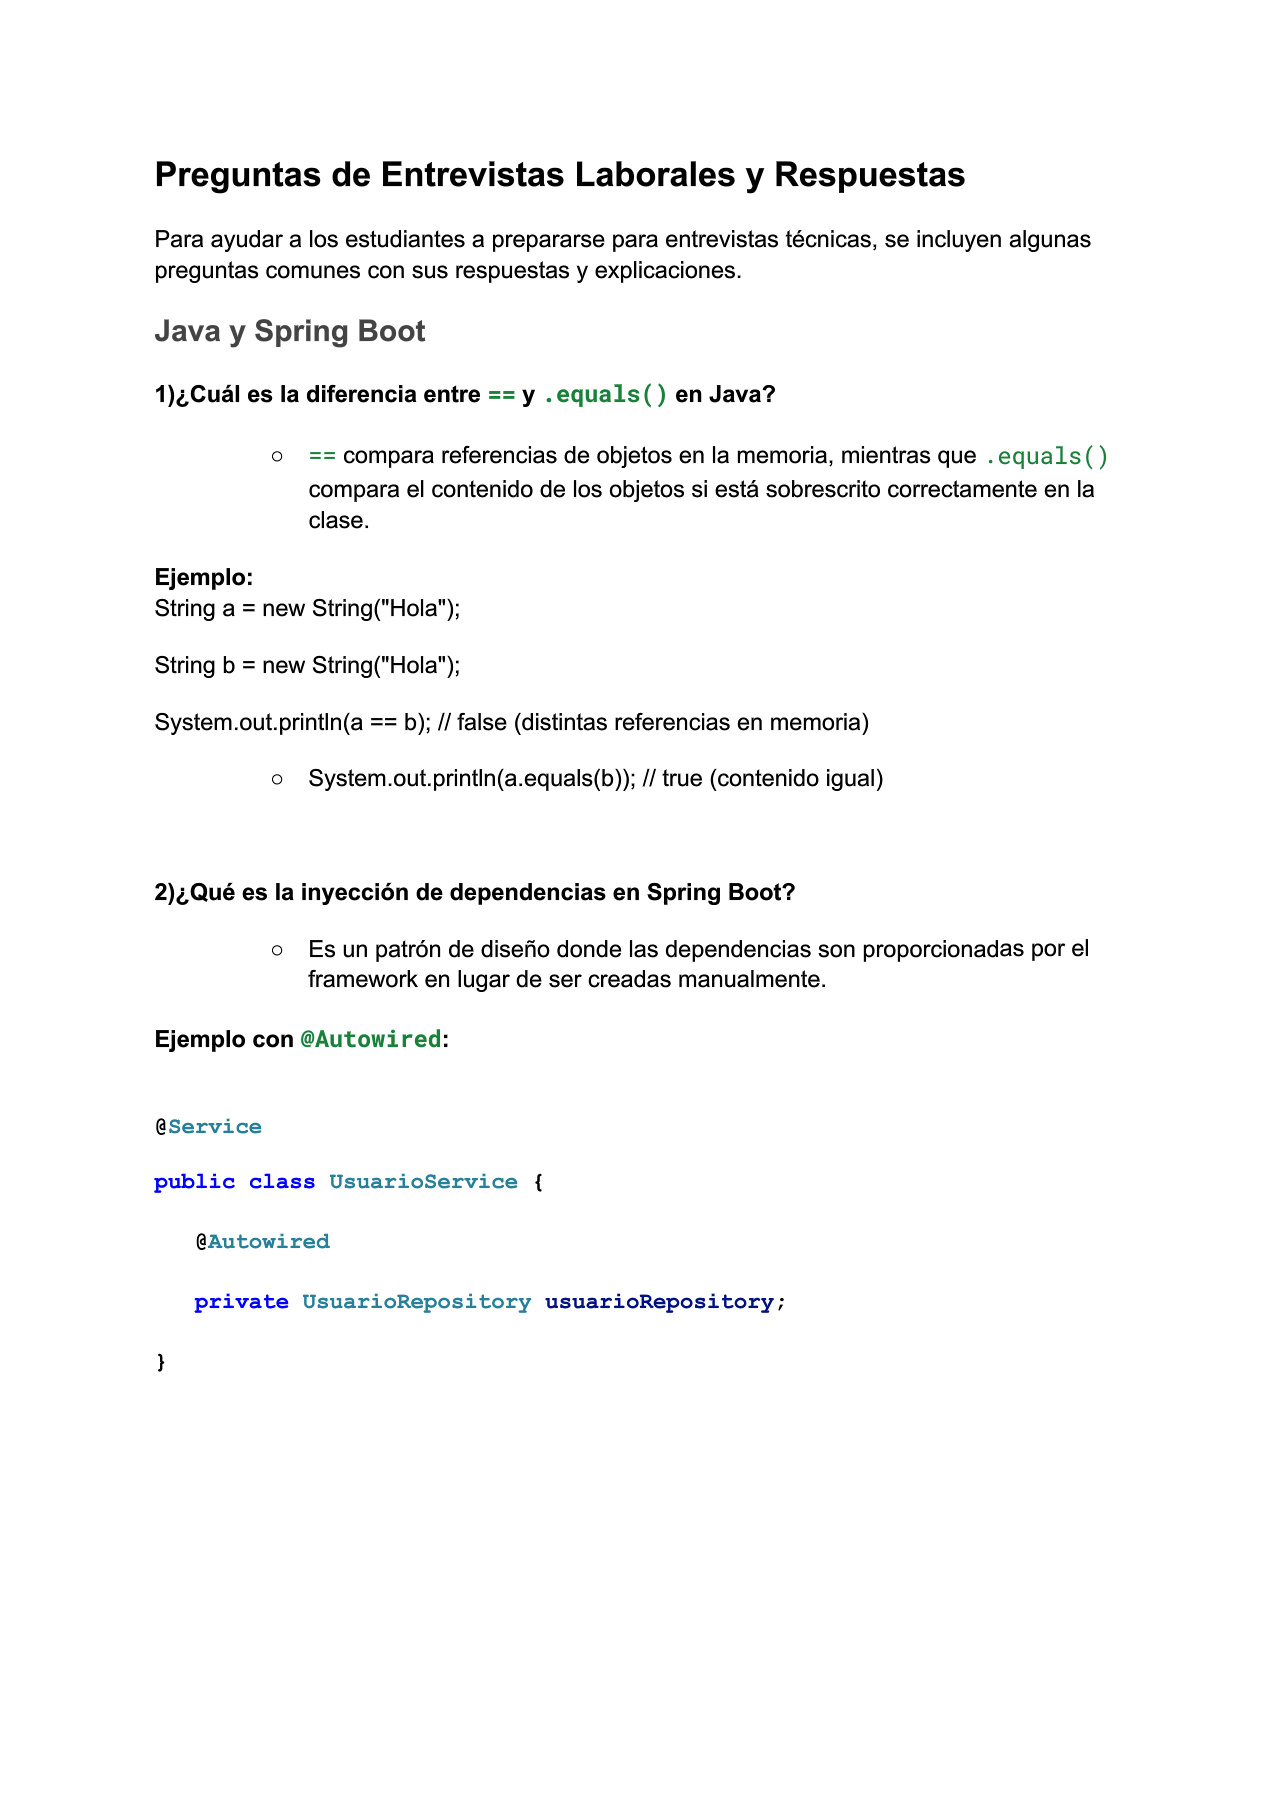 Preguntas de Entrevistas Laborales y Respuestas
Para ayudar a los estudiantes a prepararse para entrevistas técnicas, se incluyen algunas
preguntas comunes con sus respuestas y explicaciones.
Java y Spring Boot
1)¿Cuál es la diferencia entre == y .equals() en Java?
○ == compara referencias de objetos en la memoria, mientras que .equals()
compara el contenido de los objetos si está sobrescrito correctamente en la
clase.
Ejemplo:
String a = new String("Hola");
String b = new String("Hola");
System.out.println(a == b); // false (distintas referencias en memoria)
○ System.out.println(a.equals(b)); // true (contenido igual)
2)¿Qué es la inyección de dependencias en Spring Boot?
○ Es un patrón de diseño donde las dependencias son proporcionadas por el
framework en lugar de ser creadas manualmente.
Ejemplo con @Autowired:
@Service
public class UsuarioService {
@Autowired
private UsuarioRepository usuarioRepository;
}